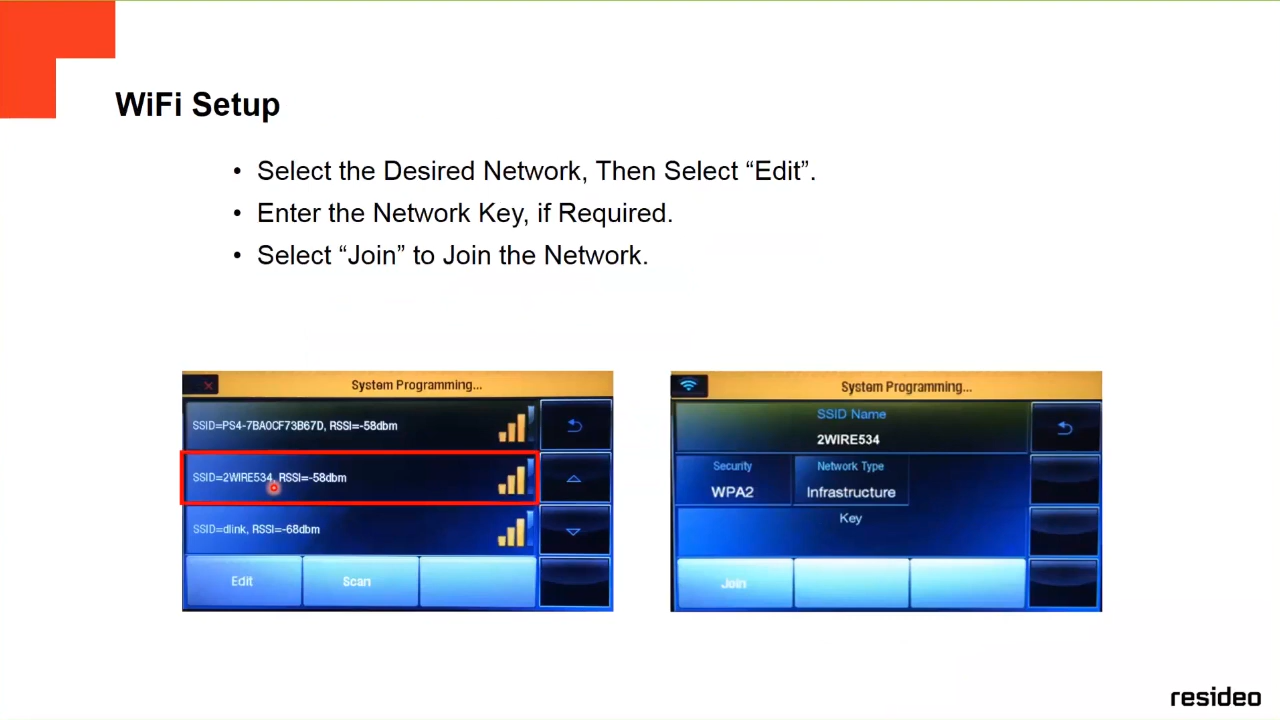 WiFi Setup
• Select the Desired Network, Then Select “Edit”.
• Enter the Network Key, if Required.
• Select “Join” to Join the Network.
System Programming...
SSID=PS4-7BA0CF73B67D, RSSI=-58dbm
SSID=2WIRE534, RSSI=-58dbm
SSID=dlink, RSSI=-68dbm
Edit Scan
System Programming...
SSID Name
2WIRE534
Security Network Type
WPA2 Infrastructure
Key
Join
resideo